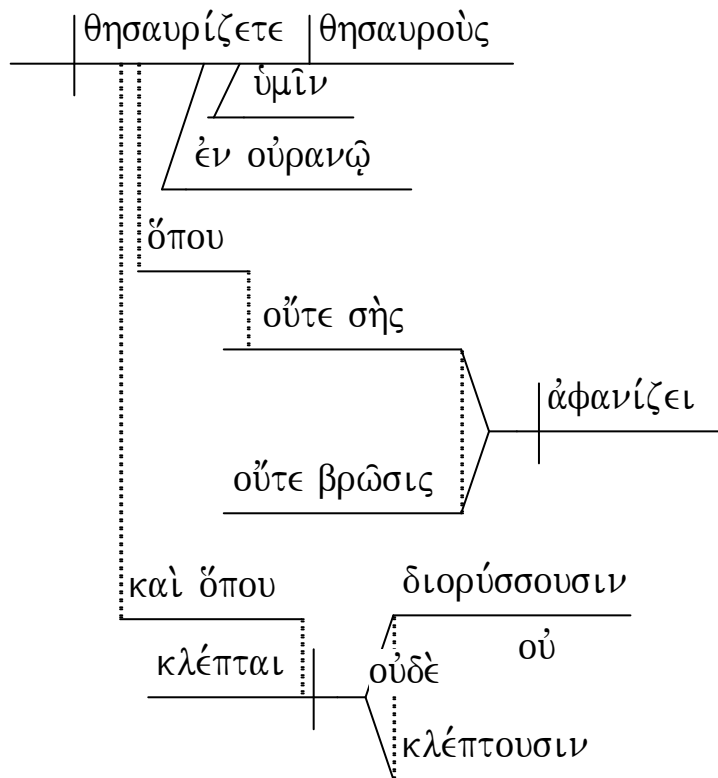 θησαυρίζετε θησαυροὺς
ὑμῖν
ἐν οὐρανῷ
ὅπου
οὔτε σὴς
ἀφανίζει
οὔτε βρῶσις
καὶ ὅπου
διορύσσουσιν
οὐ
κλέπται
οὐδὲ
κλέπτουσιν